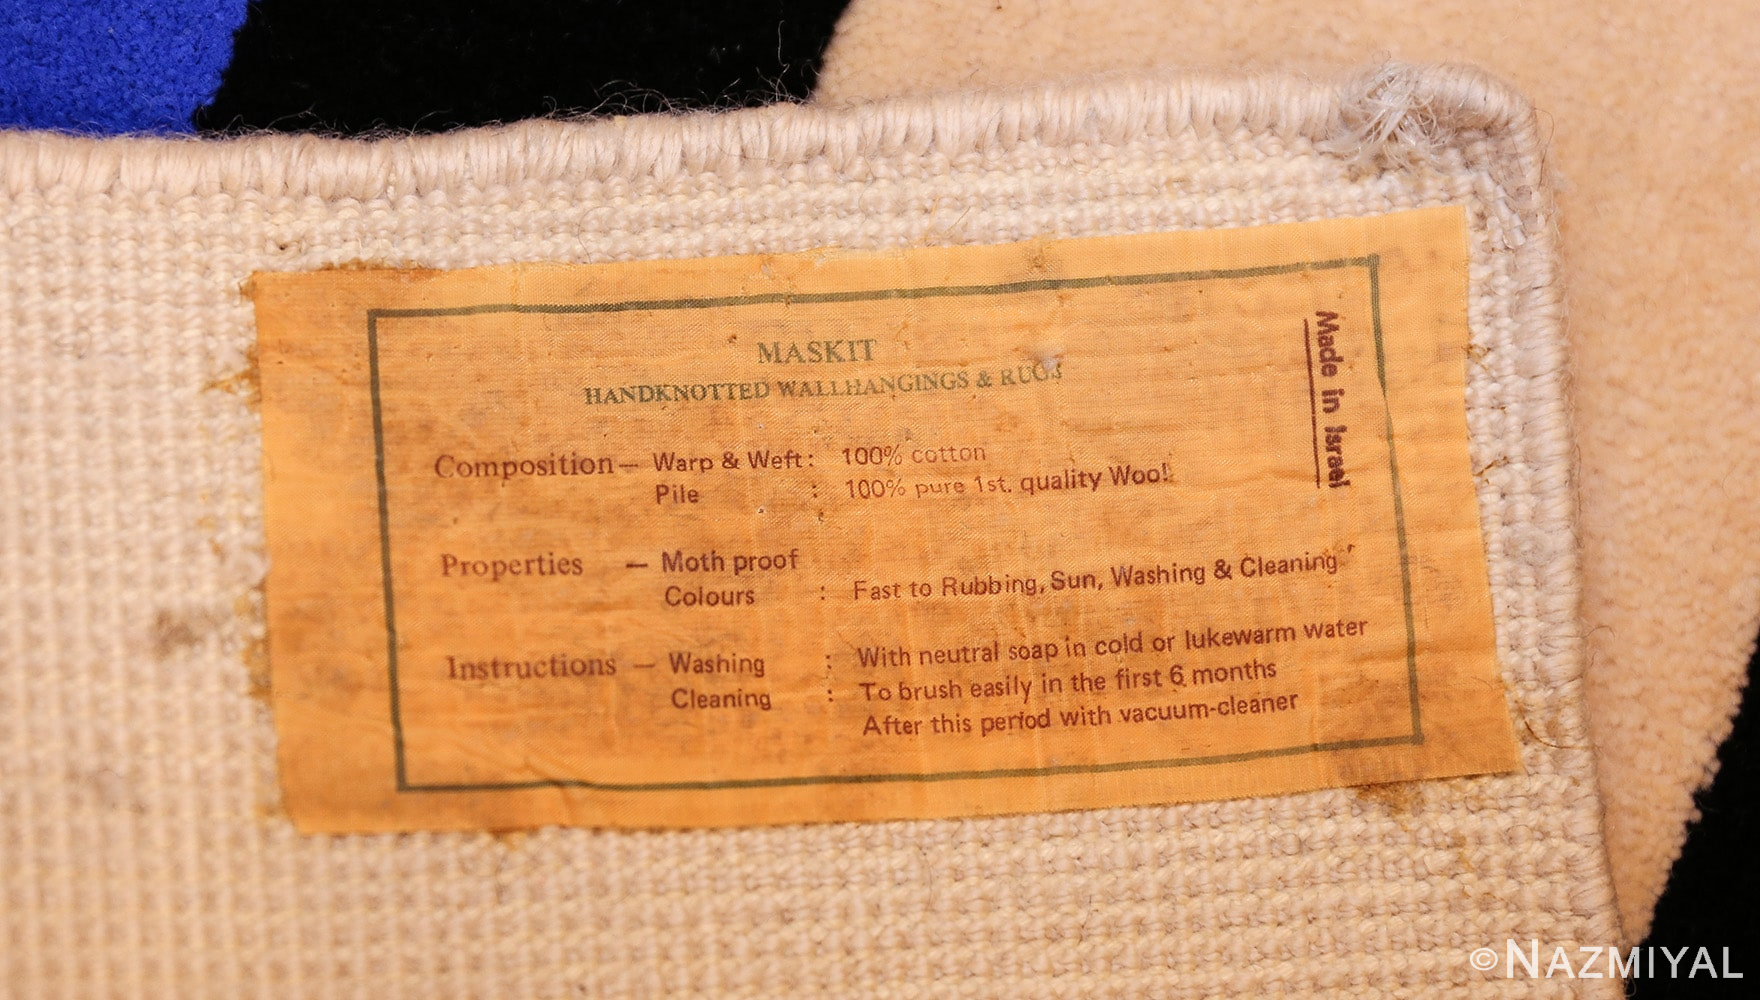 MASKIT
HANDKNOTTED WALLHANGINGS & RUGS
Made in Israel
Composition — Warp & Weft : 100% cotton
Pile : 100% pure 1st. quality Wool
Properties — Moth proof
Colours : Fast to Rubbing, Sun, Washing & Cleaning
Instructions — Washing : With neutral soap in cold or lukewarm water
Cleaning : To brush easily in the first 6 months
After this period with vacuum-cleaner
©NAZMIYAL